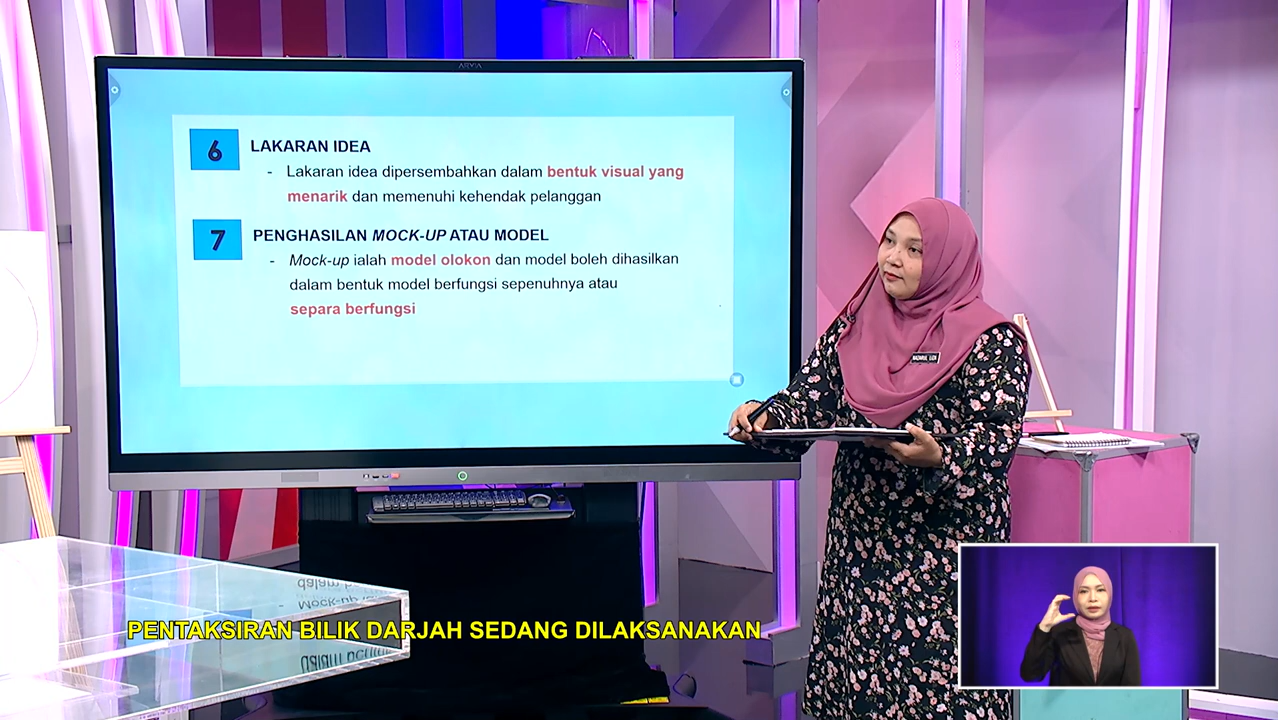 ARVIA
6
LAKARAN IDEA
- Lakaran idea dipersembahkan dalam bentuk visual yang
menarik dan memenuhi kehendak pelanggan
7
PENGHASILAN MOCK-UP ATAU MODEL
- Mock-up ialah model olokon dan model boleh dihasilkan
dalam bentuk model berfungsi sepenuhnya atau
separa berfungsi
PENTAKSIRAN BILIK DARJAH SEDANG DILAKSANAKAN